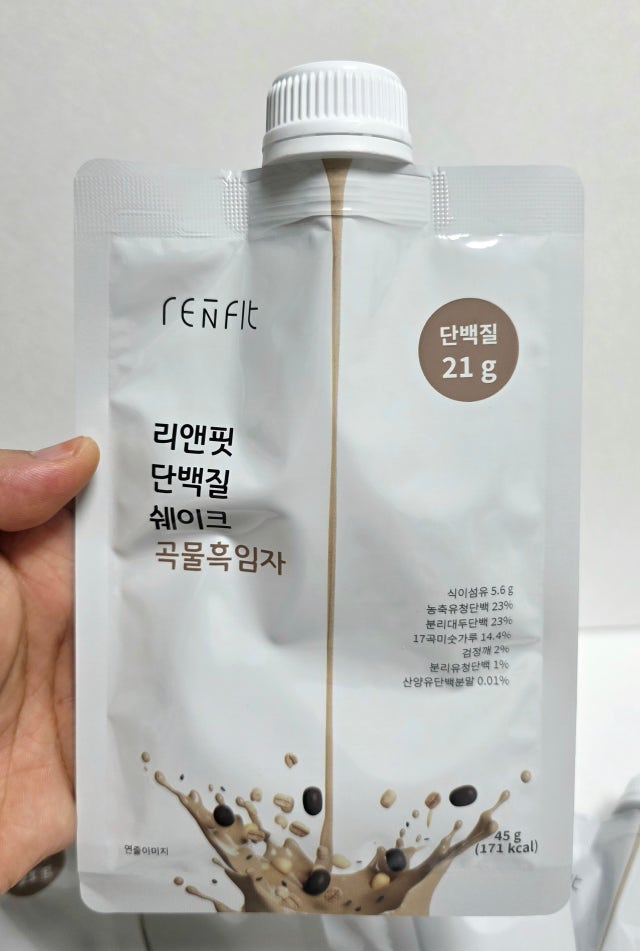 renfit
단백질
21 g
리앤핏
단백질
쉐이크
곡물흑임자
식이섬유 5.6 g
농축유청단백 23%
분리대두단백 23%
17곡미숫가루 14.4%
검정깨 2%
분리유청단백 1%
산양유단백분말 0.01%
연출이미지
45 g
(171 kcal)